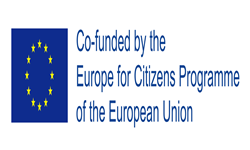 Co-funded by the
Europe for Citizens Programme
of the European Union